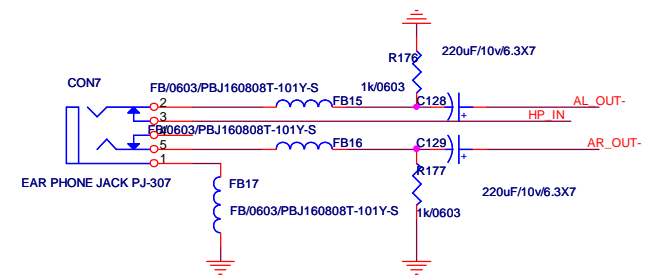 220uF/10v/6.3X7
R176
CON7
FB/0603/PBJ160808T-101Y-S
1k/0603
2
FB15
C128
AL_OUT-
+
3
HP_IN
4
FB/0603/PBJ160808T-101Y-S
5
FB16
C129
AR_OUT-
+
1
R177
EAR PHONE JACK PJ-307
FB17
220uF/10v/6.3X7
FB/0603/PBJ160808T-101Y-S
1k/0603